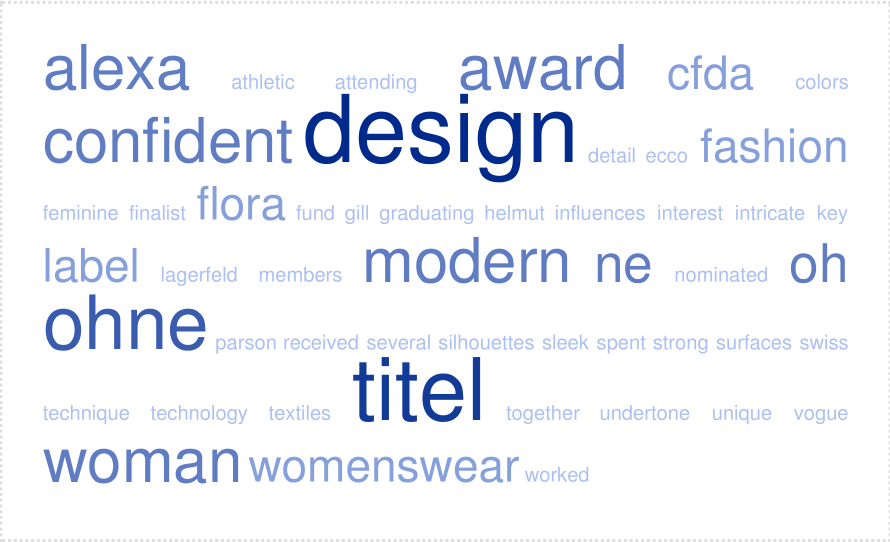 alexa athletic attending award cfda colors
confident design detail ecco fashion
feminine finalist flora fund gill graduating helmut influences interest intricate key
label lagerfeld members modern ne nominated oh
ohne parson received several silhouettes sleek spent strong surfaces swiss
technique technology textiles titel together undertone unique vogue
woman womenswear worked